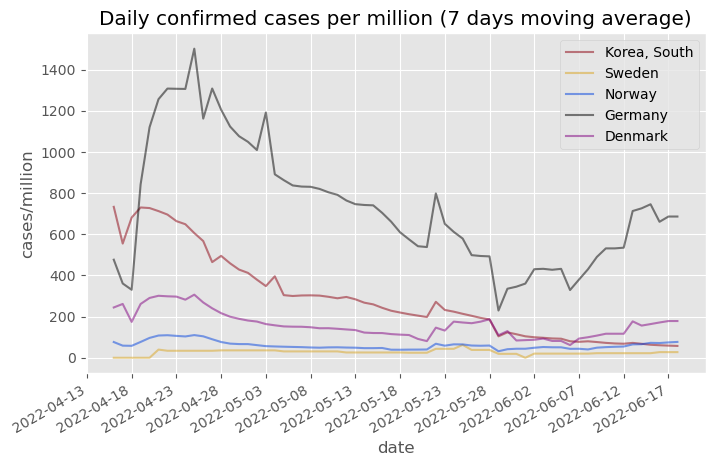 Daily confirmed cases per million (7 days moving average)
Korea, South
Sweden
Norway
Germany
Denmark
cases/million
1400
1200
1000
800
600
400
200
0
2022-04-13
2022-04-18
2022-04-23
2022-04-28
2022-05-03
2022-05-08
2022-05-13
2022-05-18
2022-05-23
2022-05-28
2022-06-02
2022-06-07
2022-06-12
2022-06-17
date